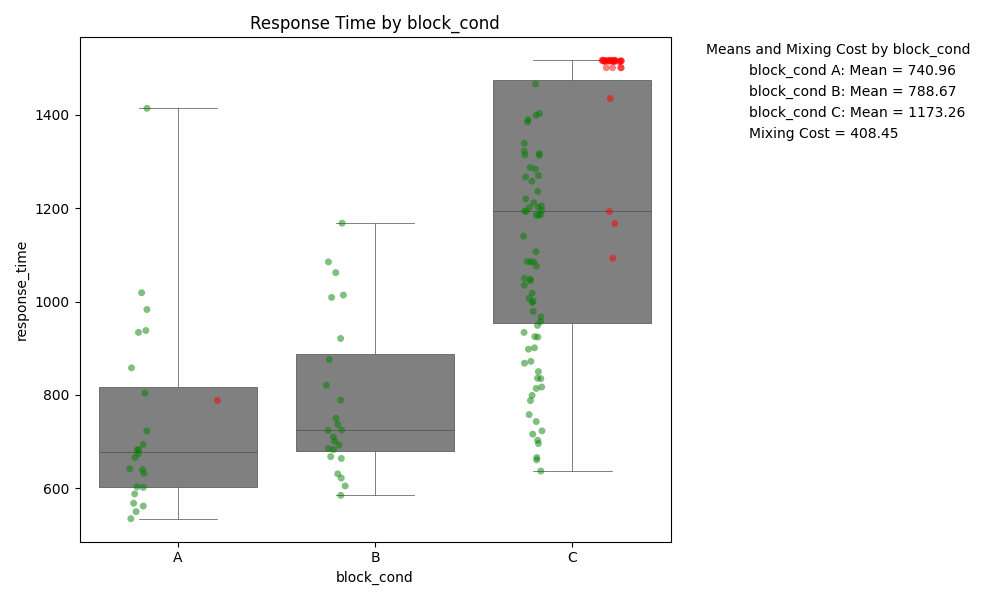 Response Time by block_cond
Means and Mixing Cost by block_cond
block_cond A: Mean = 740.96
block_cond B: Mean = 788.67
block_cond C: Mean = 1173.26
Mixing Cost = 408.45
response_time
1400
1200
1000
800
600
A
B
C
block_cond